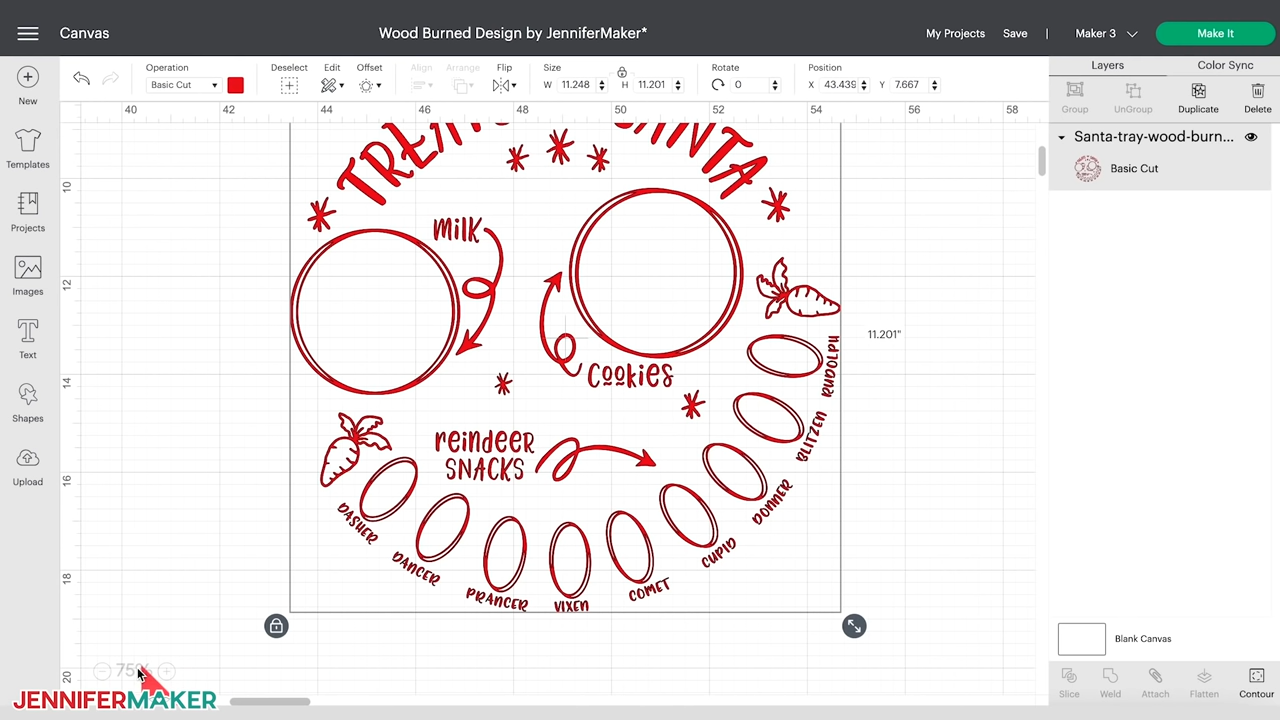 Canvas
Wood Burned Design by JenniferMaker*
My Projects
Save
|
Maker 3
Make It
New
Templates
Projects
Images
Text
Shapes
Upload
Operation
Basic Cut
Deselect
Edit
Offset
Align
Arrange
Flip
Size
W 11.248
H 11.201
Rotate
0
Position
X 43.439
Y 7.667
Layers
Color Sync
Group
UnGroup
Duplicate
Delete
Santa-tray-wood-burn...
Basic Cut
40 42 44 46 48 50 52 54 56 58
10
12
14
16
18
20
milk
Cookies
reindeer
SNACKS
DASHER
DANCER
PRANCER
VIXEN
COMET
CUPID
DONNER
BLITZEN
RUDOLPH
11.201"
Blank Canvas
Slice
Weld
Attach
Flatten
Contour
JENNIFERMAKER